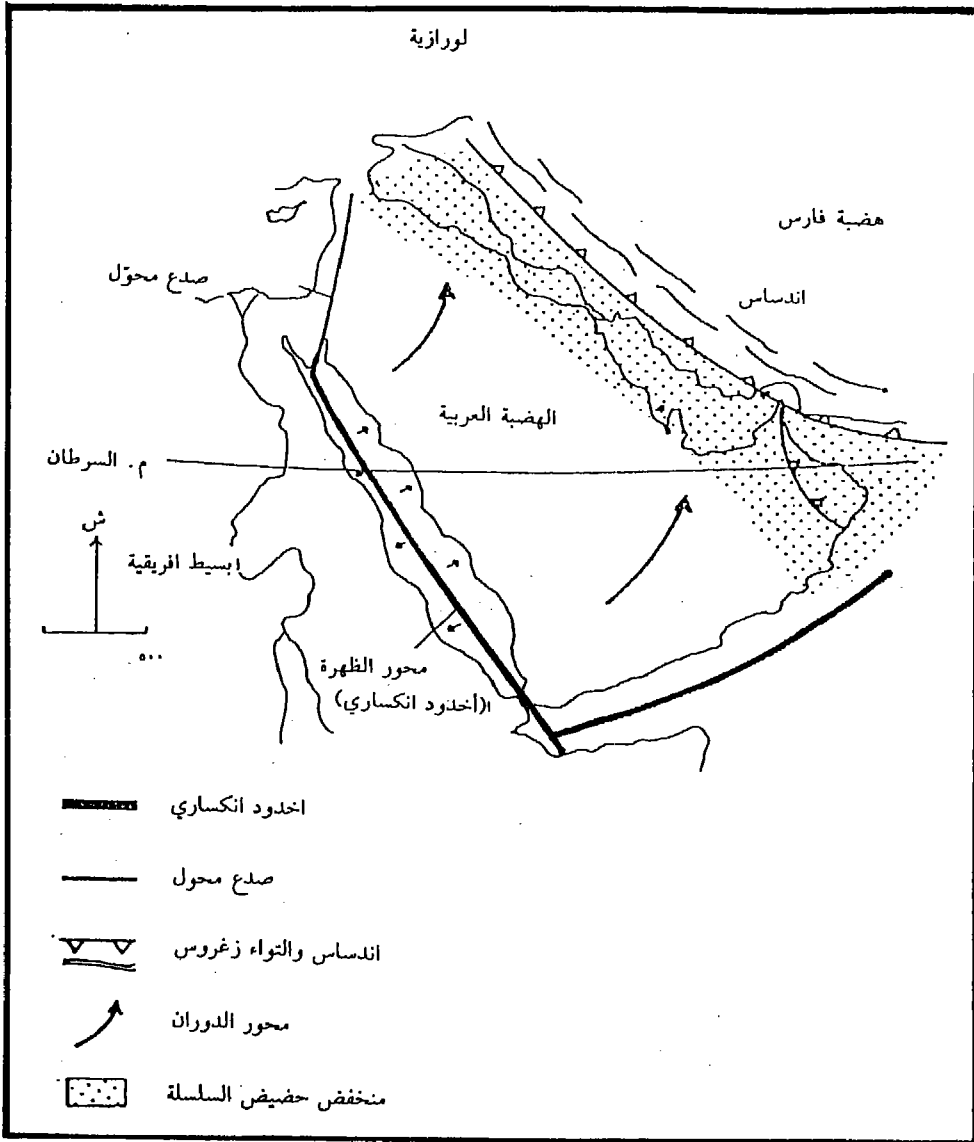 لورازية
هضبة فارس
صدع محوّل
اندساس
الهضبة العربية
م. السرطان
ش
بسيط افريقية
٥٠٠
محور الظهرة
(أخدود انكساري)
اخدود انكساري
صدع محول
اندساس والتواء زغروس
محور الدوران
منخفض حضيض السلسلة